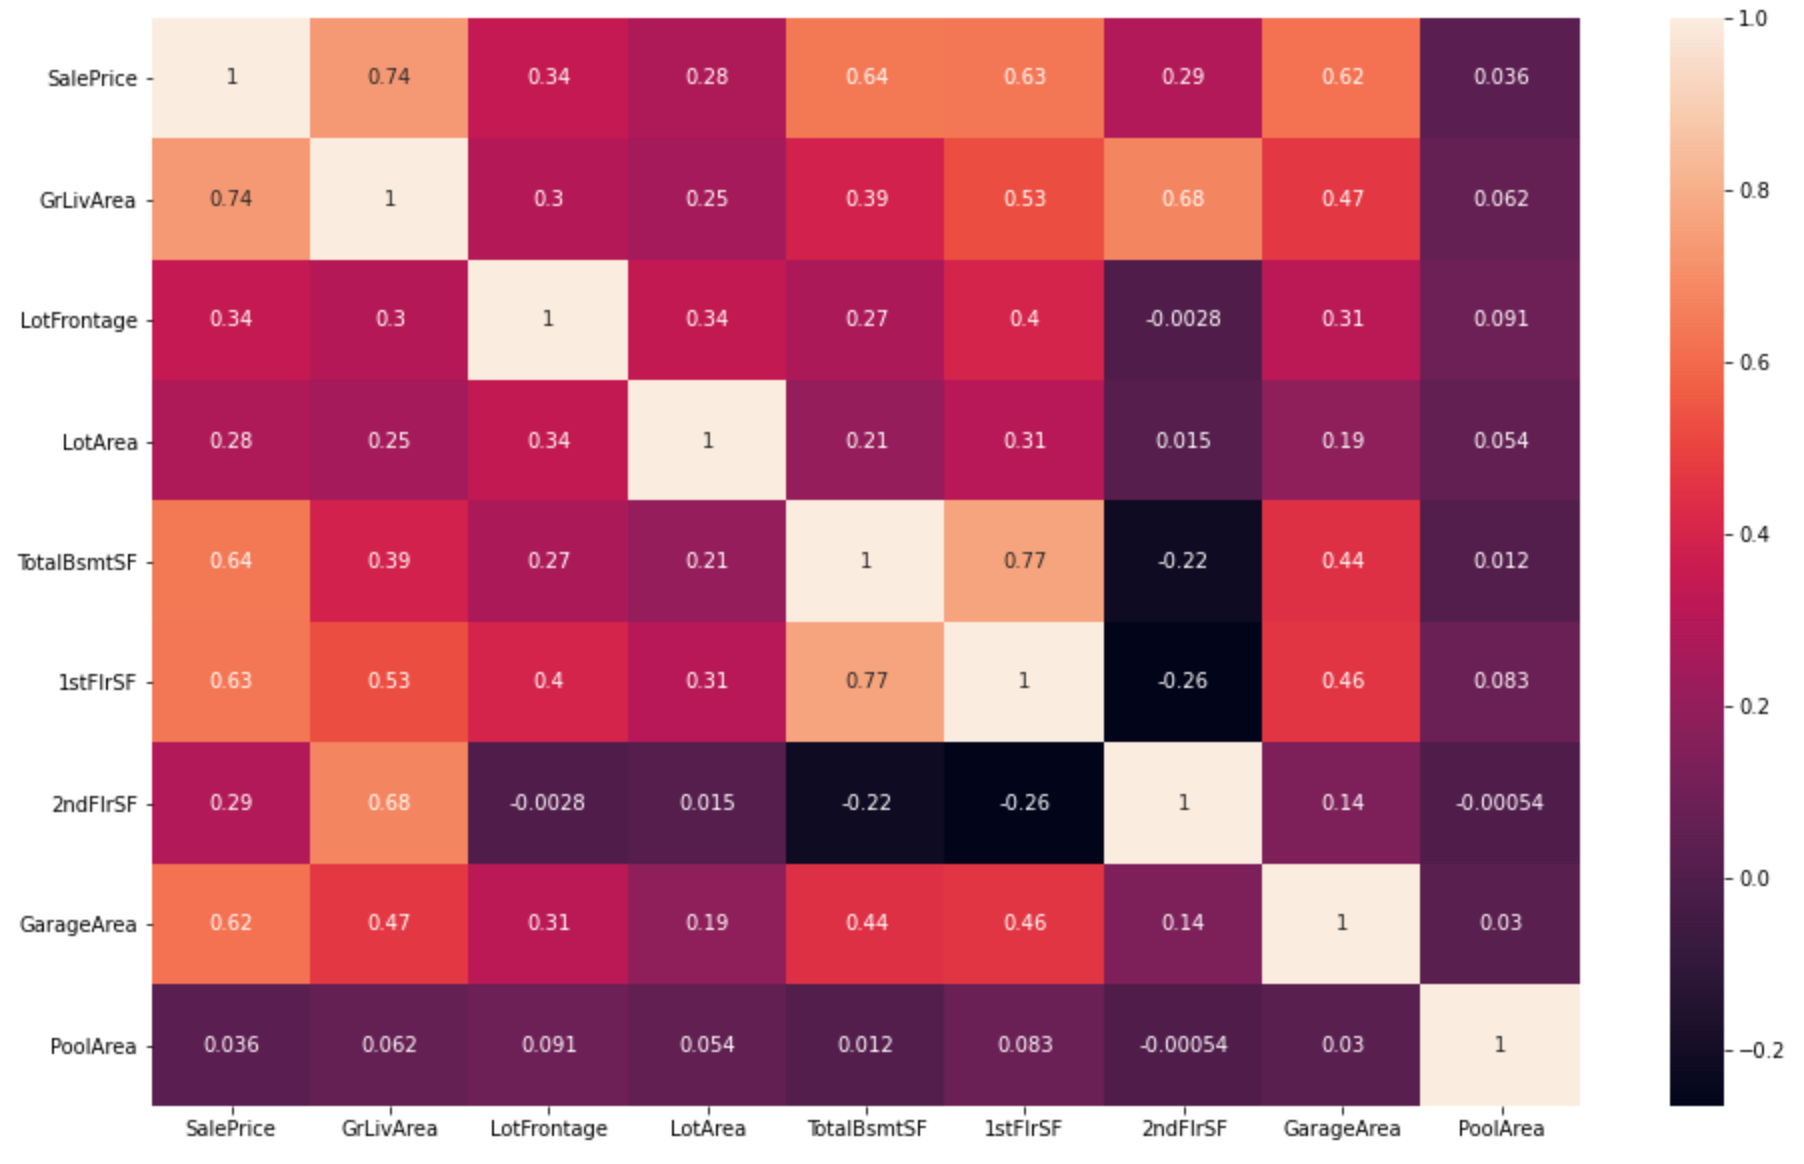 SalePrice 1 0.74 0.34 0.28 0.64 0.63 0.29 0.62 0.036
GrLivArea 0.74 1 0.3 0.25 0.39 0.53 0.68 0.47 0.062
LotFrontage 0.34 0.3 1 0.34 0.27 0.4 -0.0028 0.31 0.091
LotArea 0.28 0.25 0.34 1 0.21 0.31 0.015 0.19 0.054
TotalBsmtSF 0.64 0.39 0.27 0.21 1 0.77 -0.22 0.44 0.012
1stFlrSF 0.63 0.53 0.4 0.31 0.77 1 -0.26 0.46 0.083
2ndFlrSF 0.29 0.68 -0.0028 0.015 -0.22 -0.26 1 0.14 -0.00054
GarageArea 0.62 0.47 0.31 0.19 0.44 0.46 0.14 1 0.03
PoolArea 0.036 0.062 0.091 0.054 0.012 0.083 -0.00054 0.03 1
SalePrice GrLivArea LotFrontage LotArea TotalBsmtSF 1stFlrSF 2ndFlrSF GarageArea PoolArea
1.0
0.8
0.6
0.4
0.2
0.0
−0.2